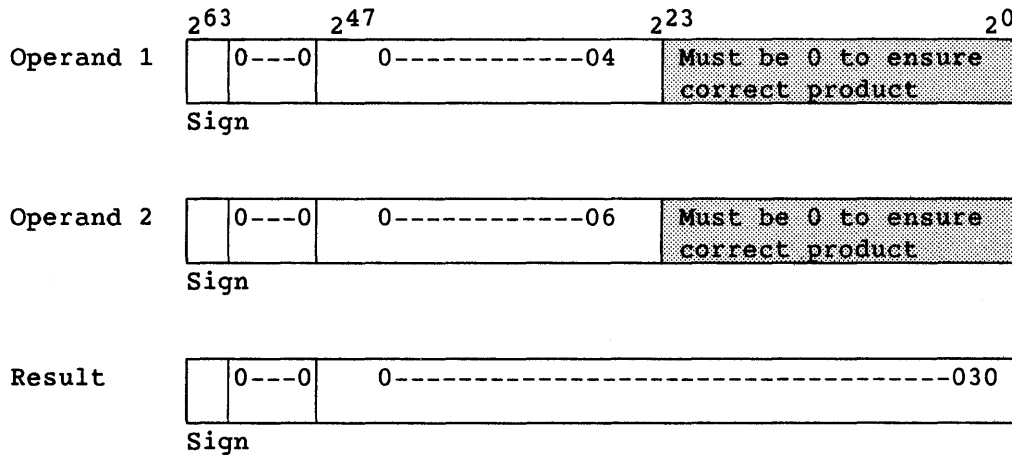 2^63 2^47 2^23 2^0
Operand 1 0---0 0------------04 Must be 0 to ensure
correct product
Sign
Operand 2 0---0 0------------06 Must be 0 to ensure
correct product
Sign
Result 0---0 0----------------------------------030
Sign